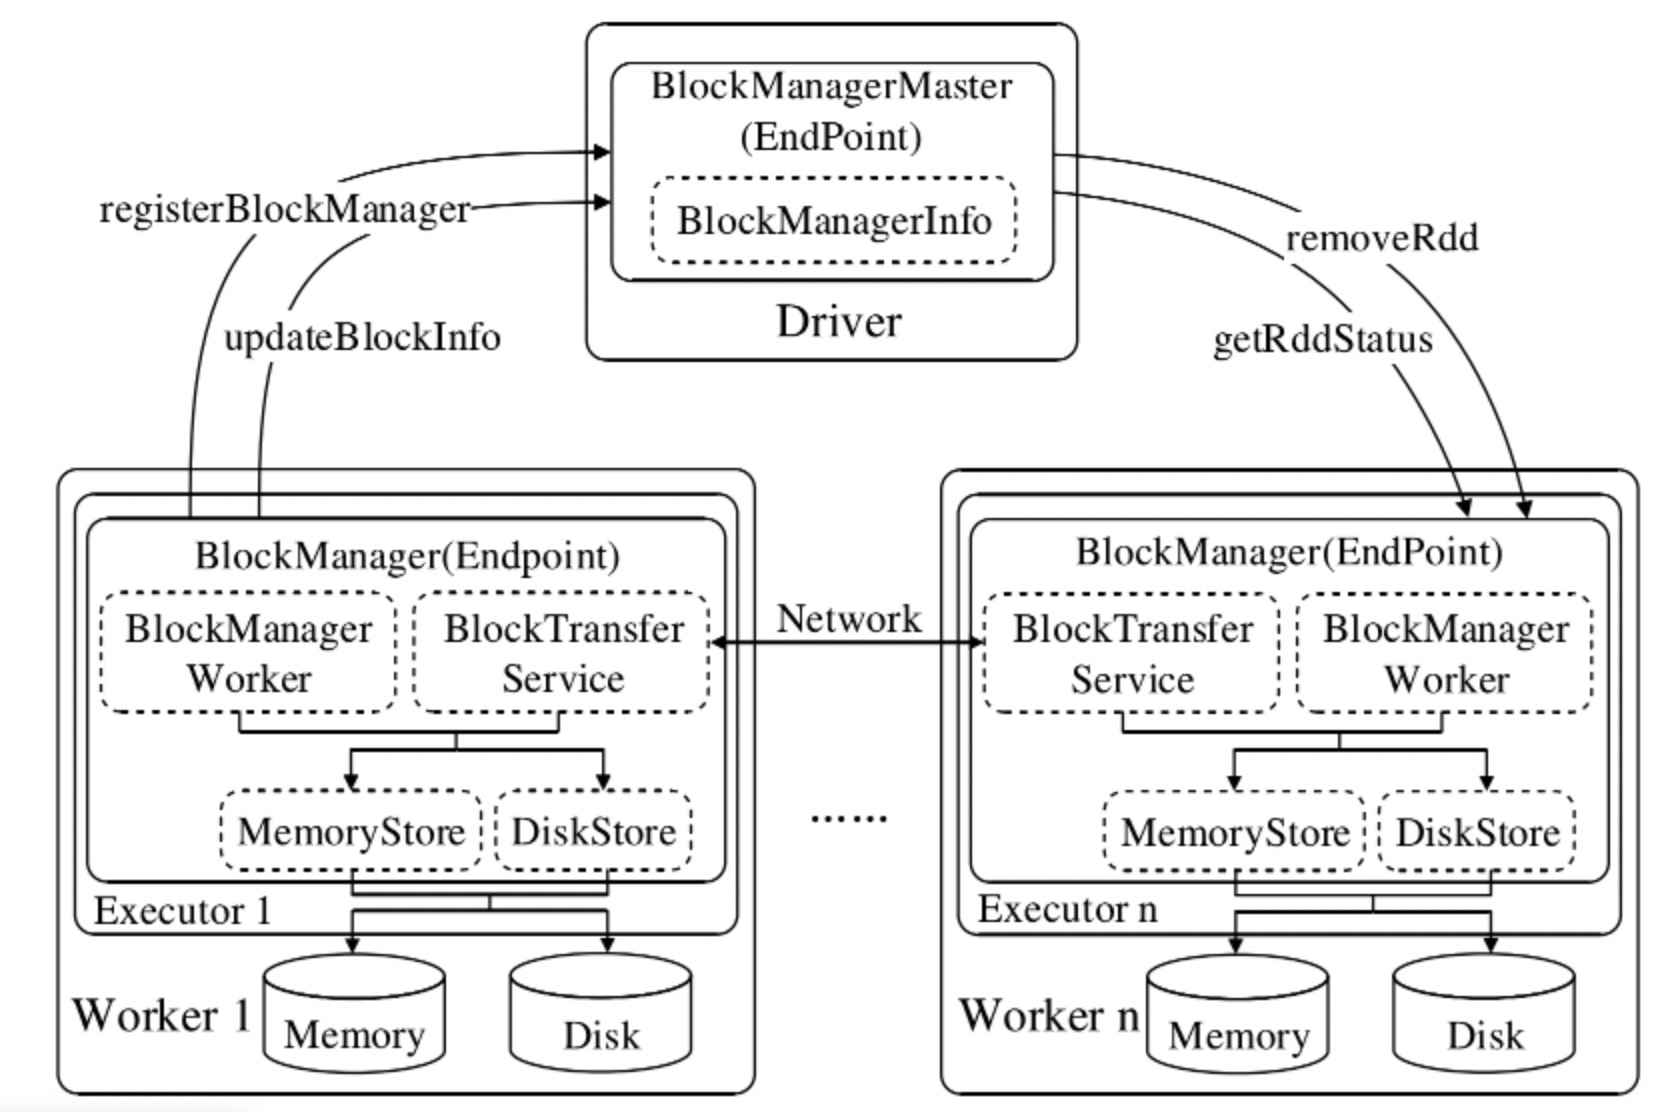 BlockManagerMaster
(EndPoint)
BlockManagerInfo
Driver
registerBlockManager
updateBlockInfo
removeRdd
getRddStatus
BlockManager(Endpoint)
BlockManager
Worker
BlockTransfer
Service
MemoryStore
DiskStore
Executor 1
Worker 1
Memory
Disk
Network
......
BlockManager(EndPoint)
BlockTransfer
Service
BlockManager
Worker
MemoryStore
DiskStore
Executor n
Worker n
Memory
Disk